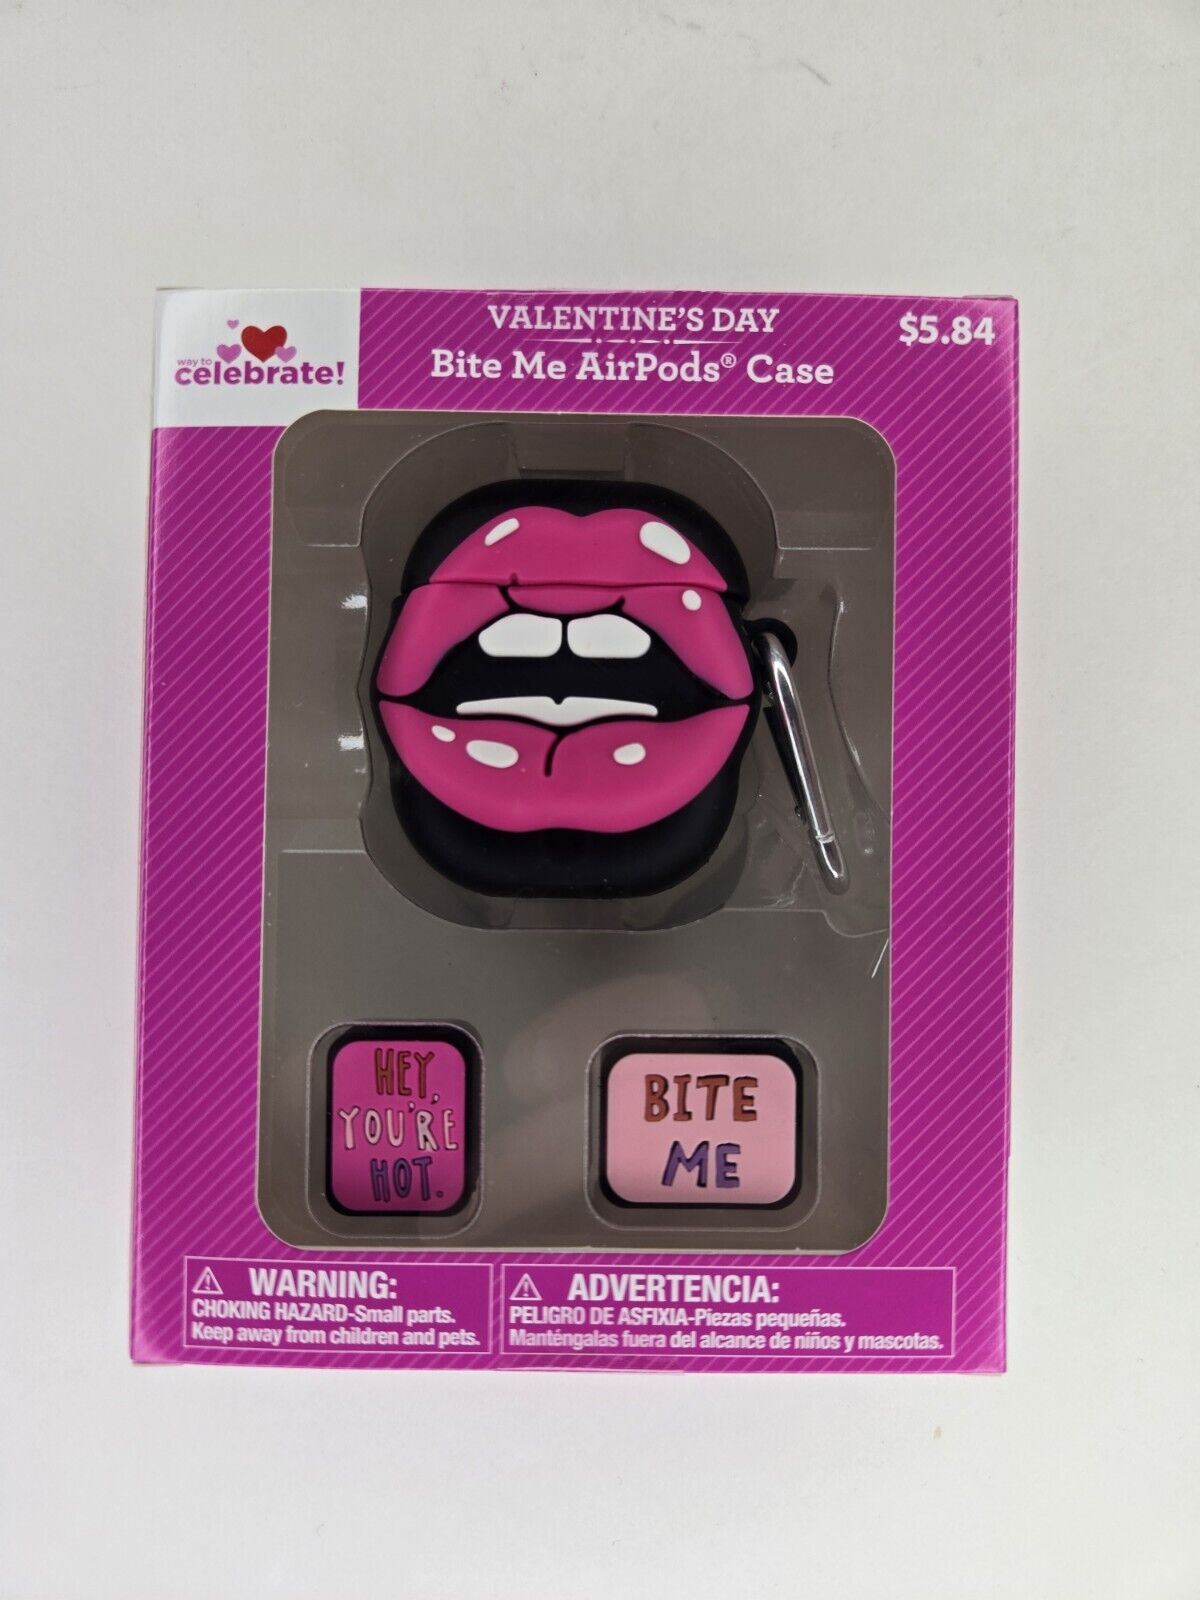 way to
celebrate!
VALENTINE'S DAY
Bite Me AirPods® Case
$5.84
HEY,
YOU'RE
HOT.
BITE
ME
⚠ WARNING:
CHOKING HAZARD-Small parts.
Keep away from children and pets.
⚠ ADVERTENCIA:
PELIGRO DE ASFIXIA-Piezas pequeñas.
Manténgalas fuera del alcance de niños y mascotas.